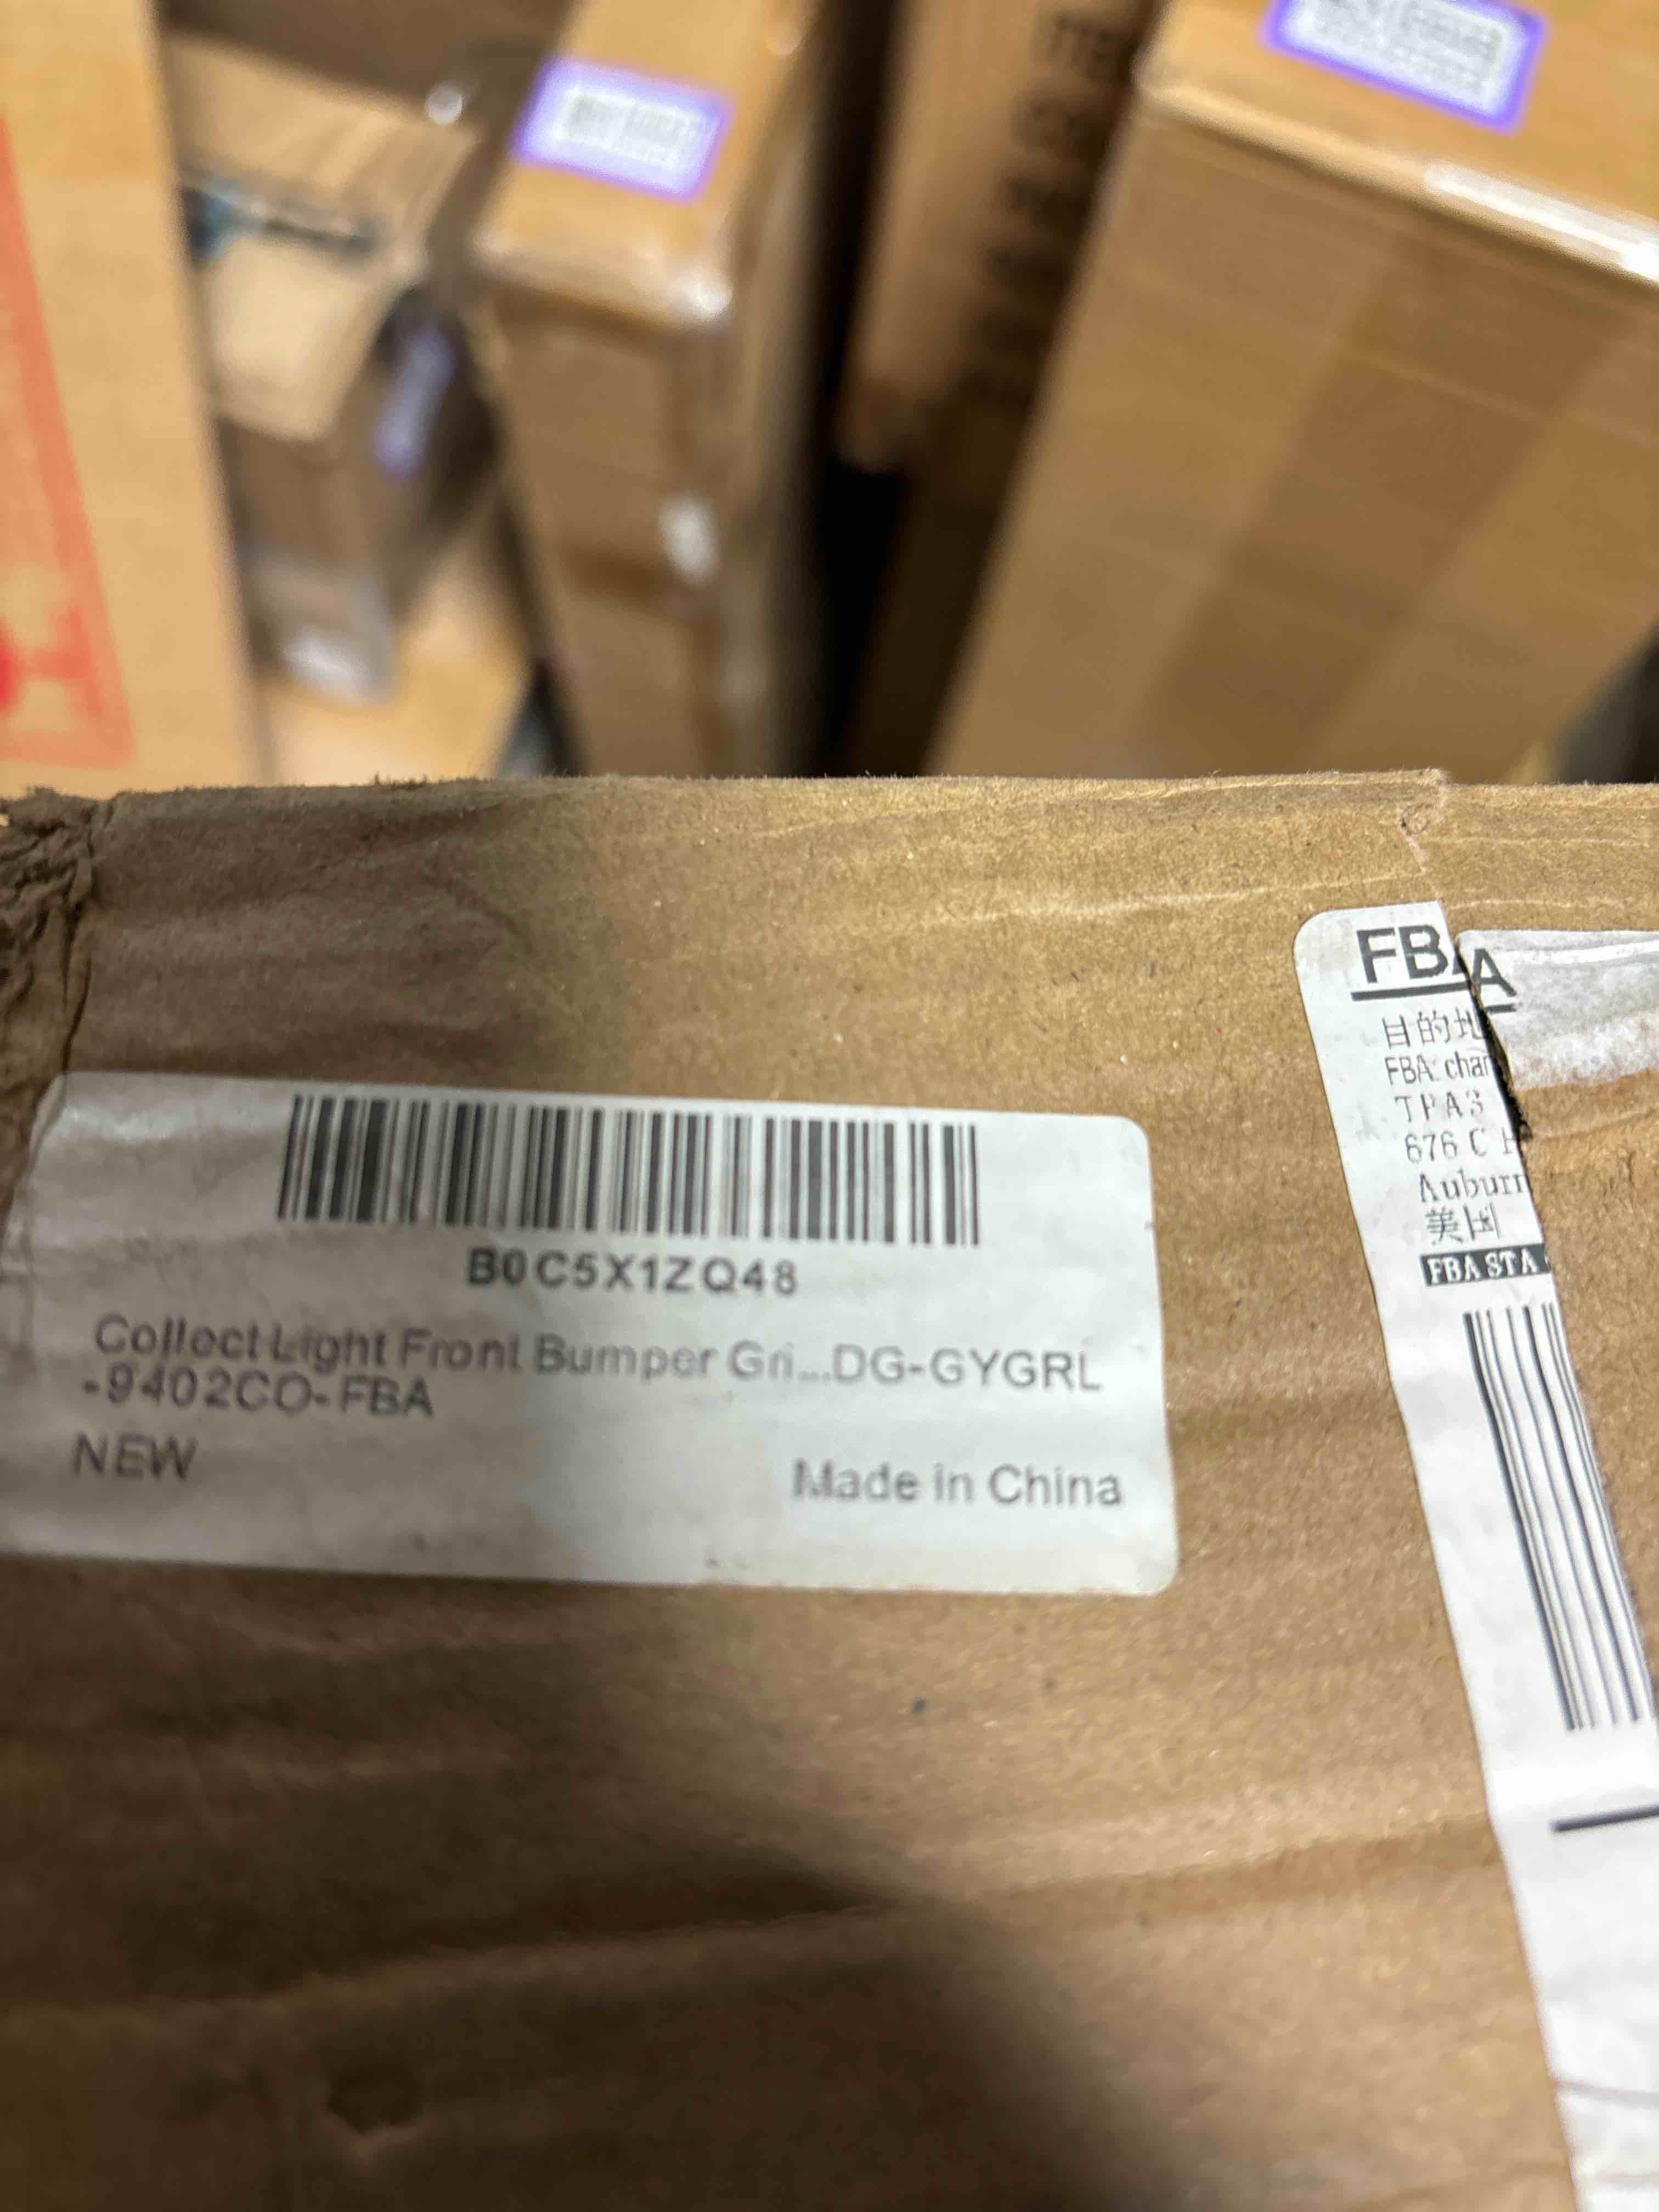 B0C5X1ZQ48
Collect Light Front Bumper Gri...DG-GYGRL
-9402CO-FBA
NEW
Made in China
FBA
目的地
FBA:
TPA3
676 C
Auburn
美国
FBA STA